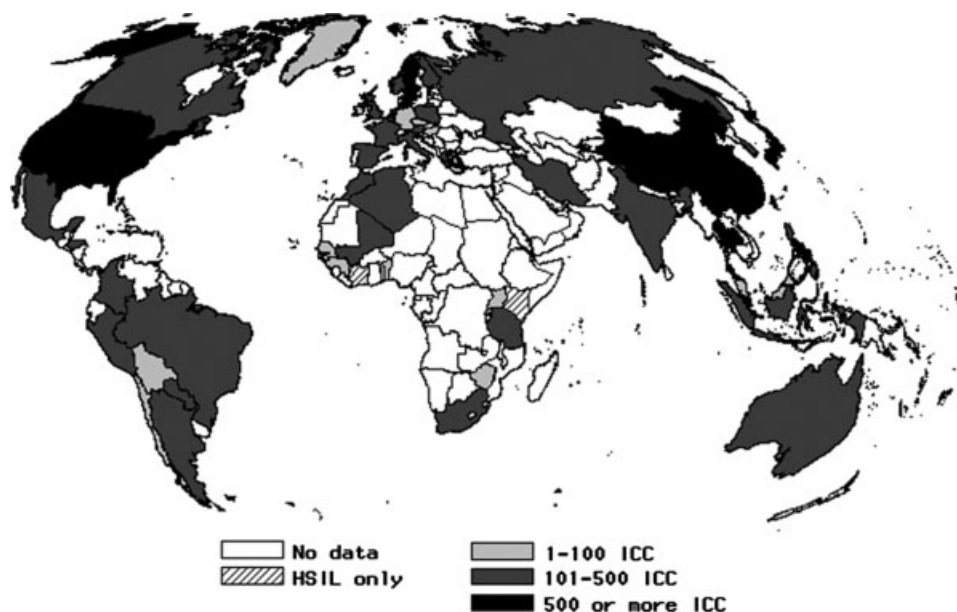 No data
HSIL only
1-100 ICC
101-500 ICC
500 or more ICC